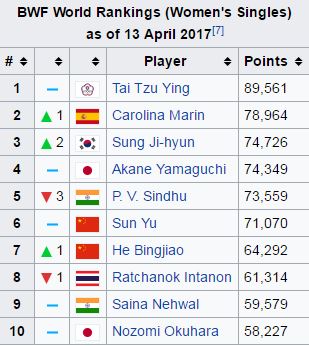 BWF World Rankings (Women's Singles)
as of 13 April 2017[7]
# Player Points
1 – Tai Tzu Ying 89,561
2 ▲ 1 Carolina Marin 78,964
3 ▲ 2 Sung Ji-hyun 74,726
4 – Akane Yamaguchi 74,349
5 ▼ 3 P. V. Sindhu 73,559
6 – Sun Yu 71,070
7 ▲ 1 He Bingjiao 64,292
8 ▼ 1 Ratchanok Intanon 61,314
9 – Saina Nehwal 59,579
10 – Nozomi Okuhara 58,227